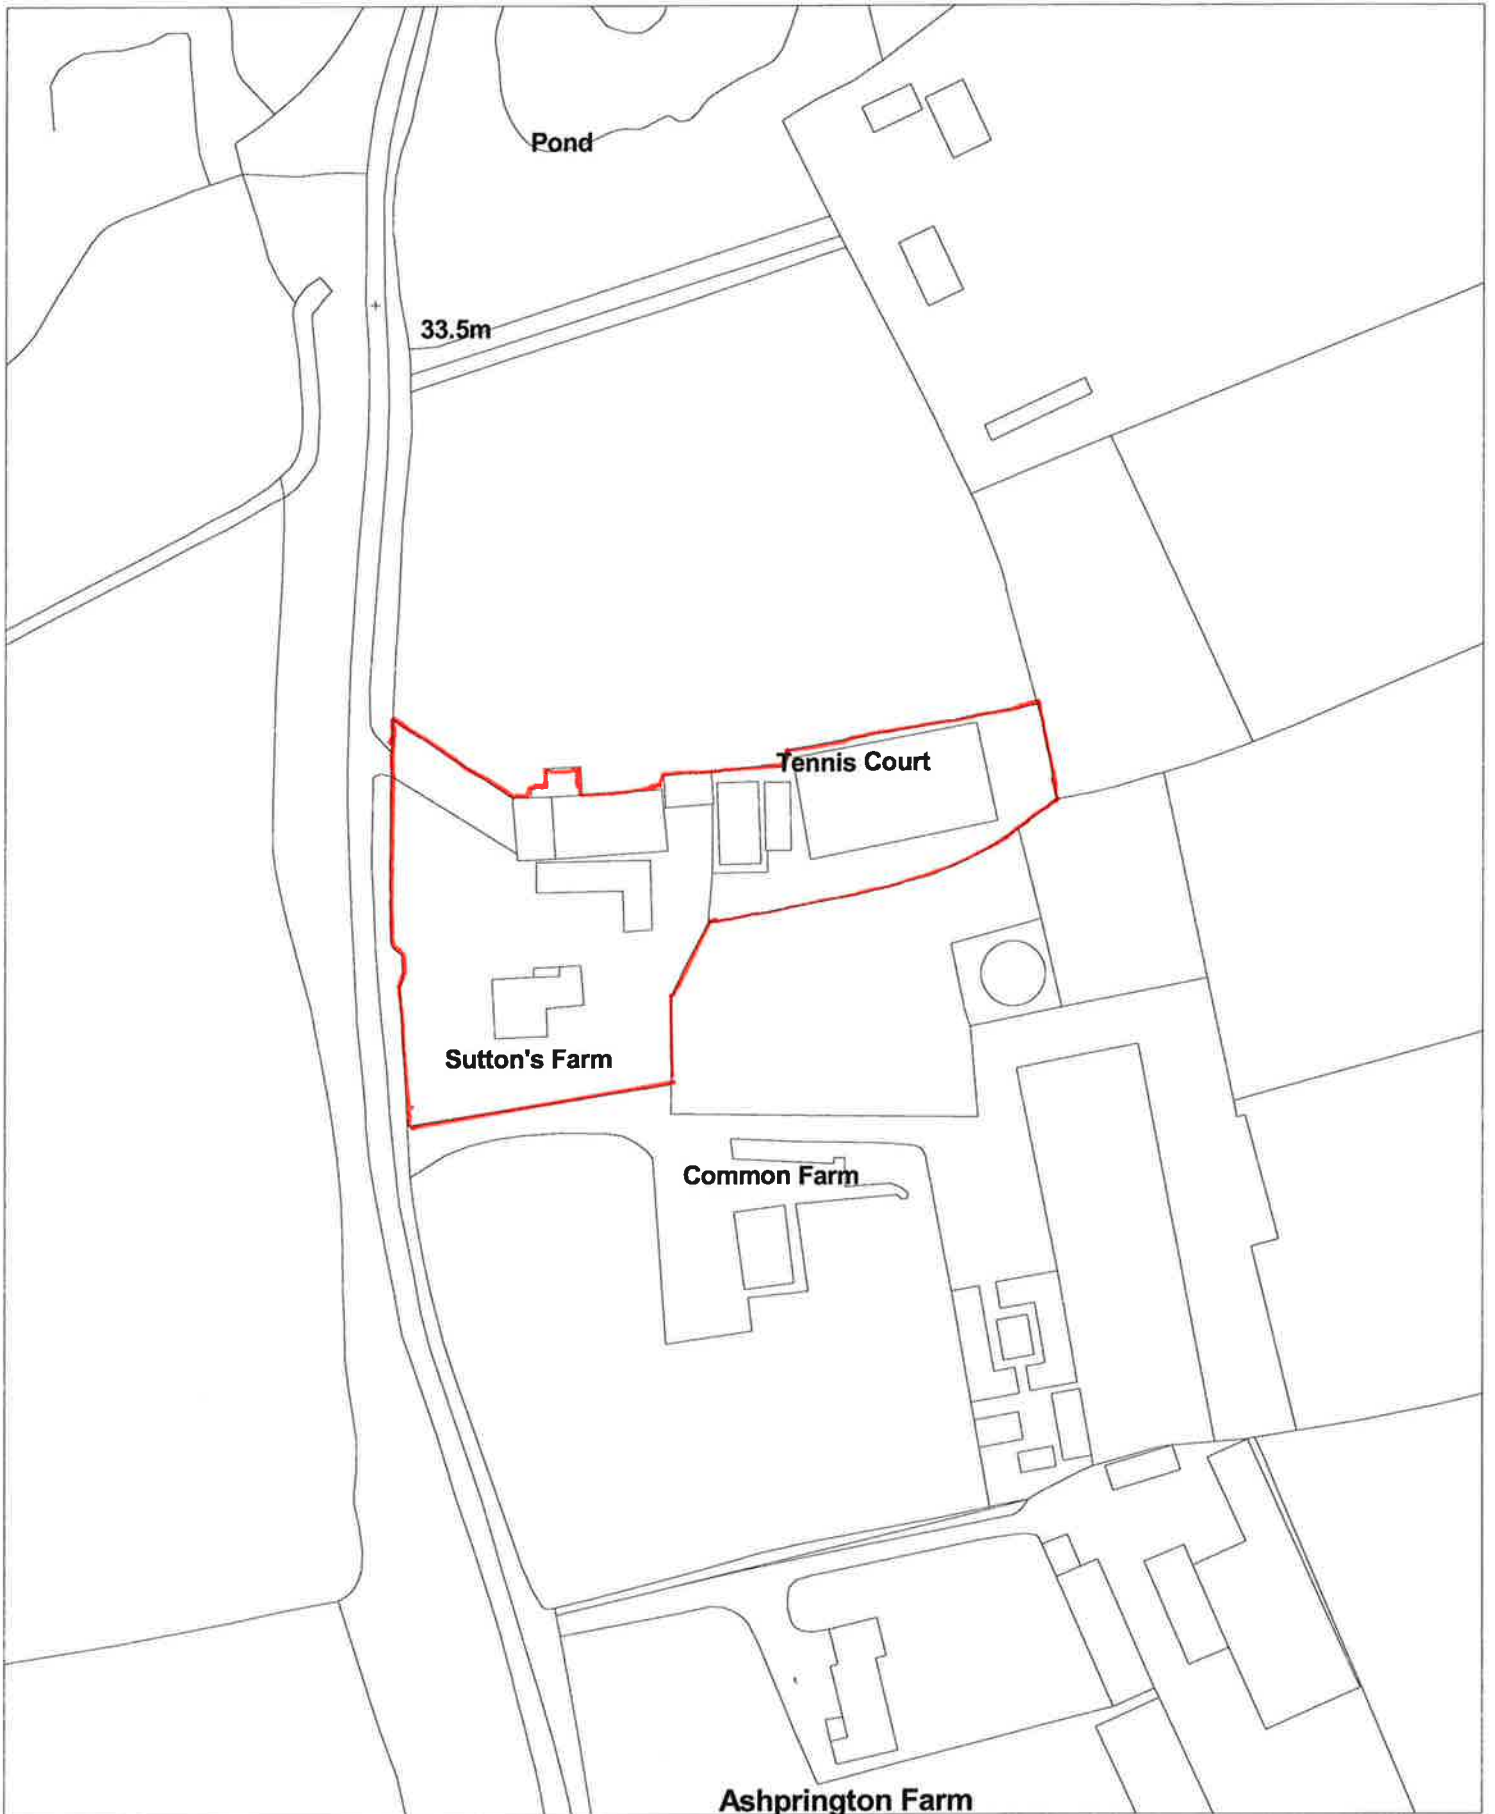 Pond
33.5m
Tennis Court
Sutton's Farm
Common Farm
Ashprington Farm